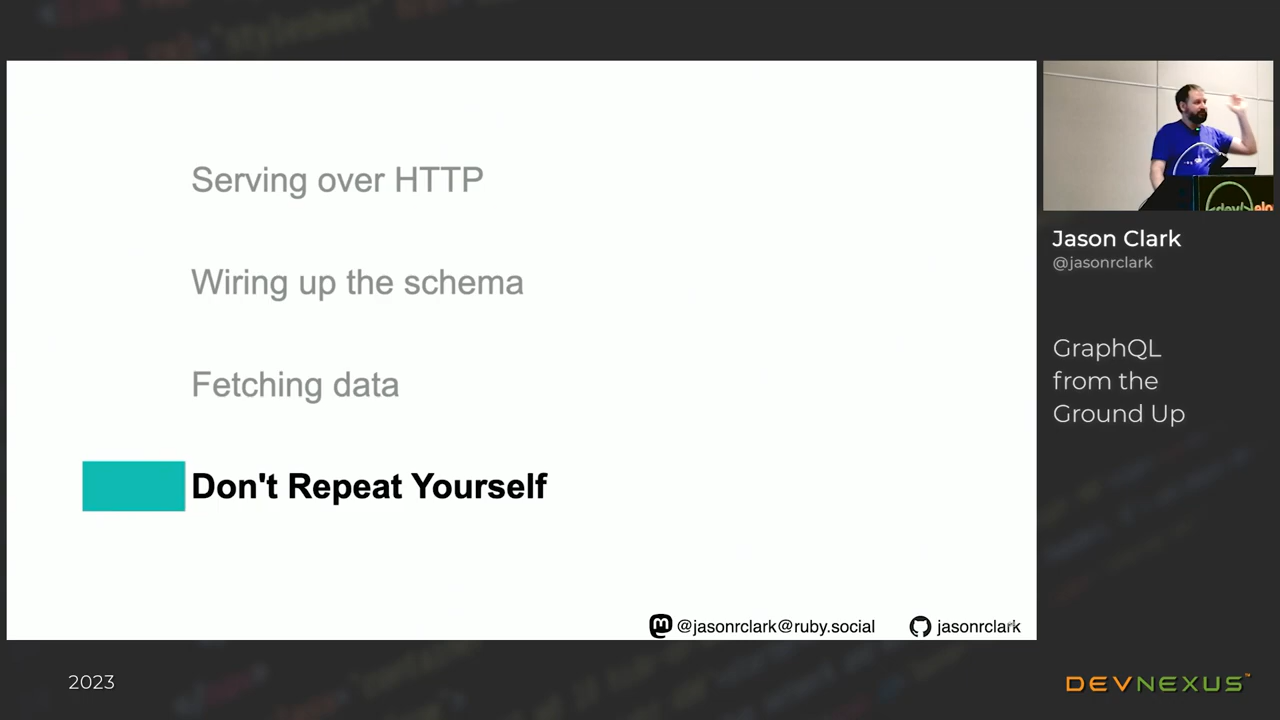 Serving over HTTP
Wiring up the schema
Fetching data
Don't Repeat Yourself
@jasonrclark@ruby.social
jasonrclark
Jason Clark
@jasonrclark
GraphQL
from the
Ground Up
2023
DEVNEXUS™